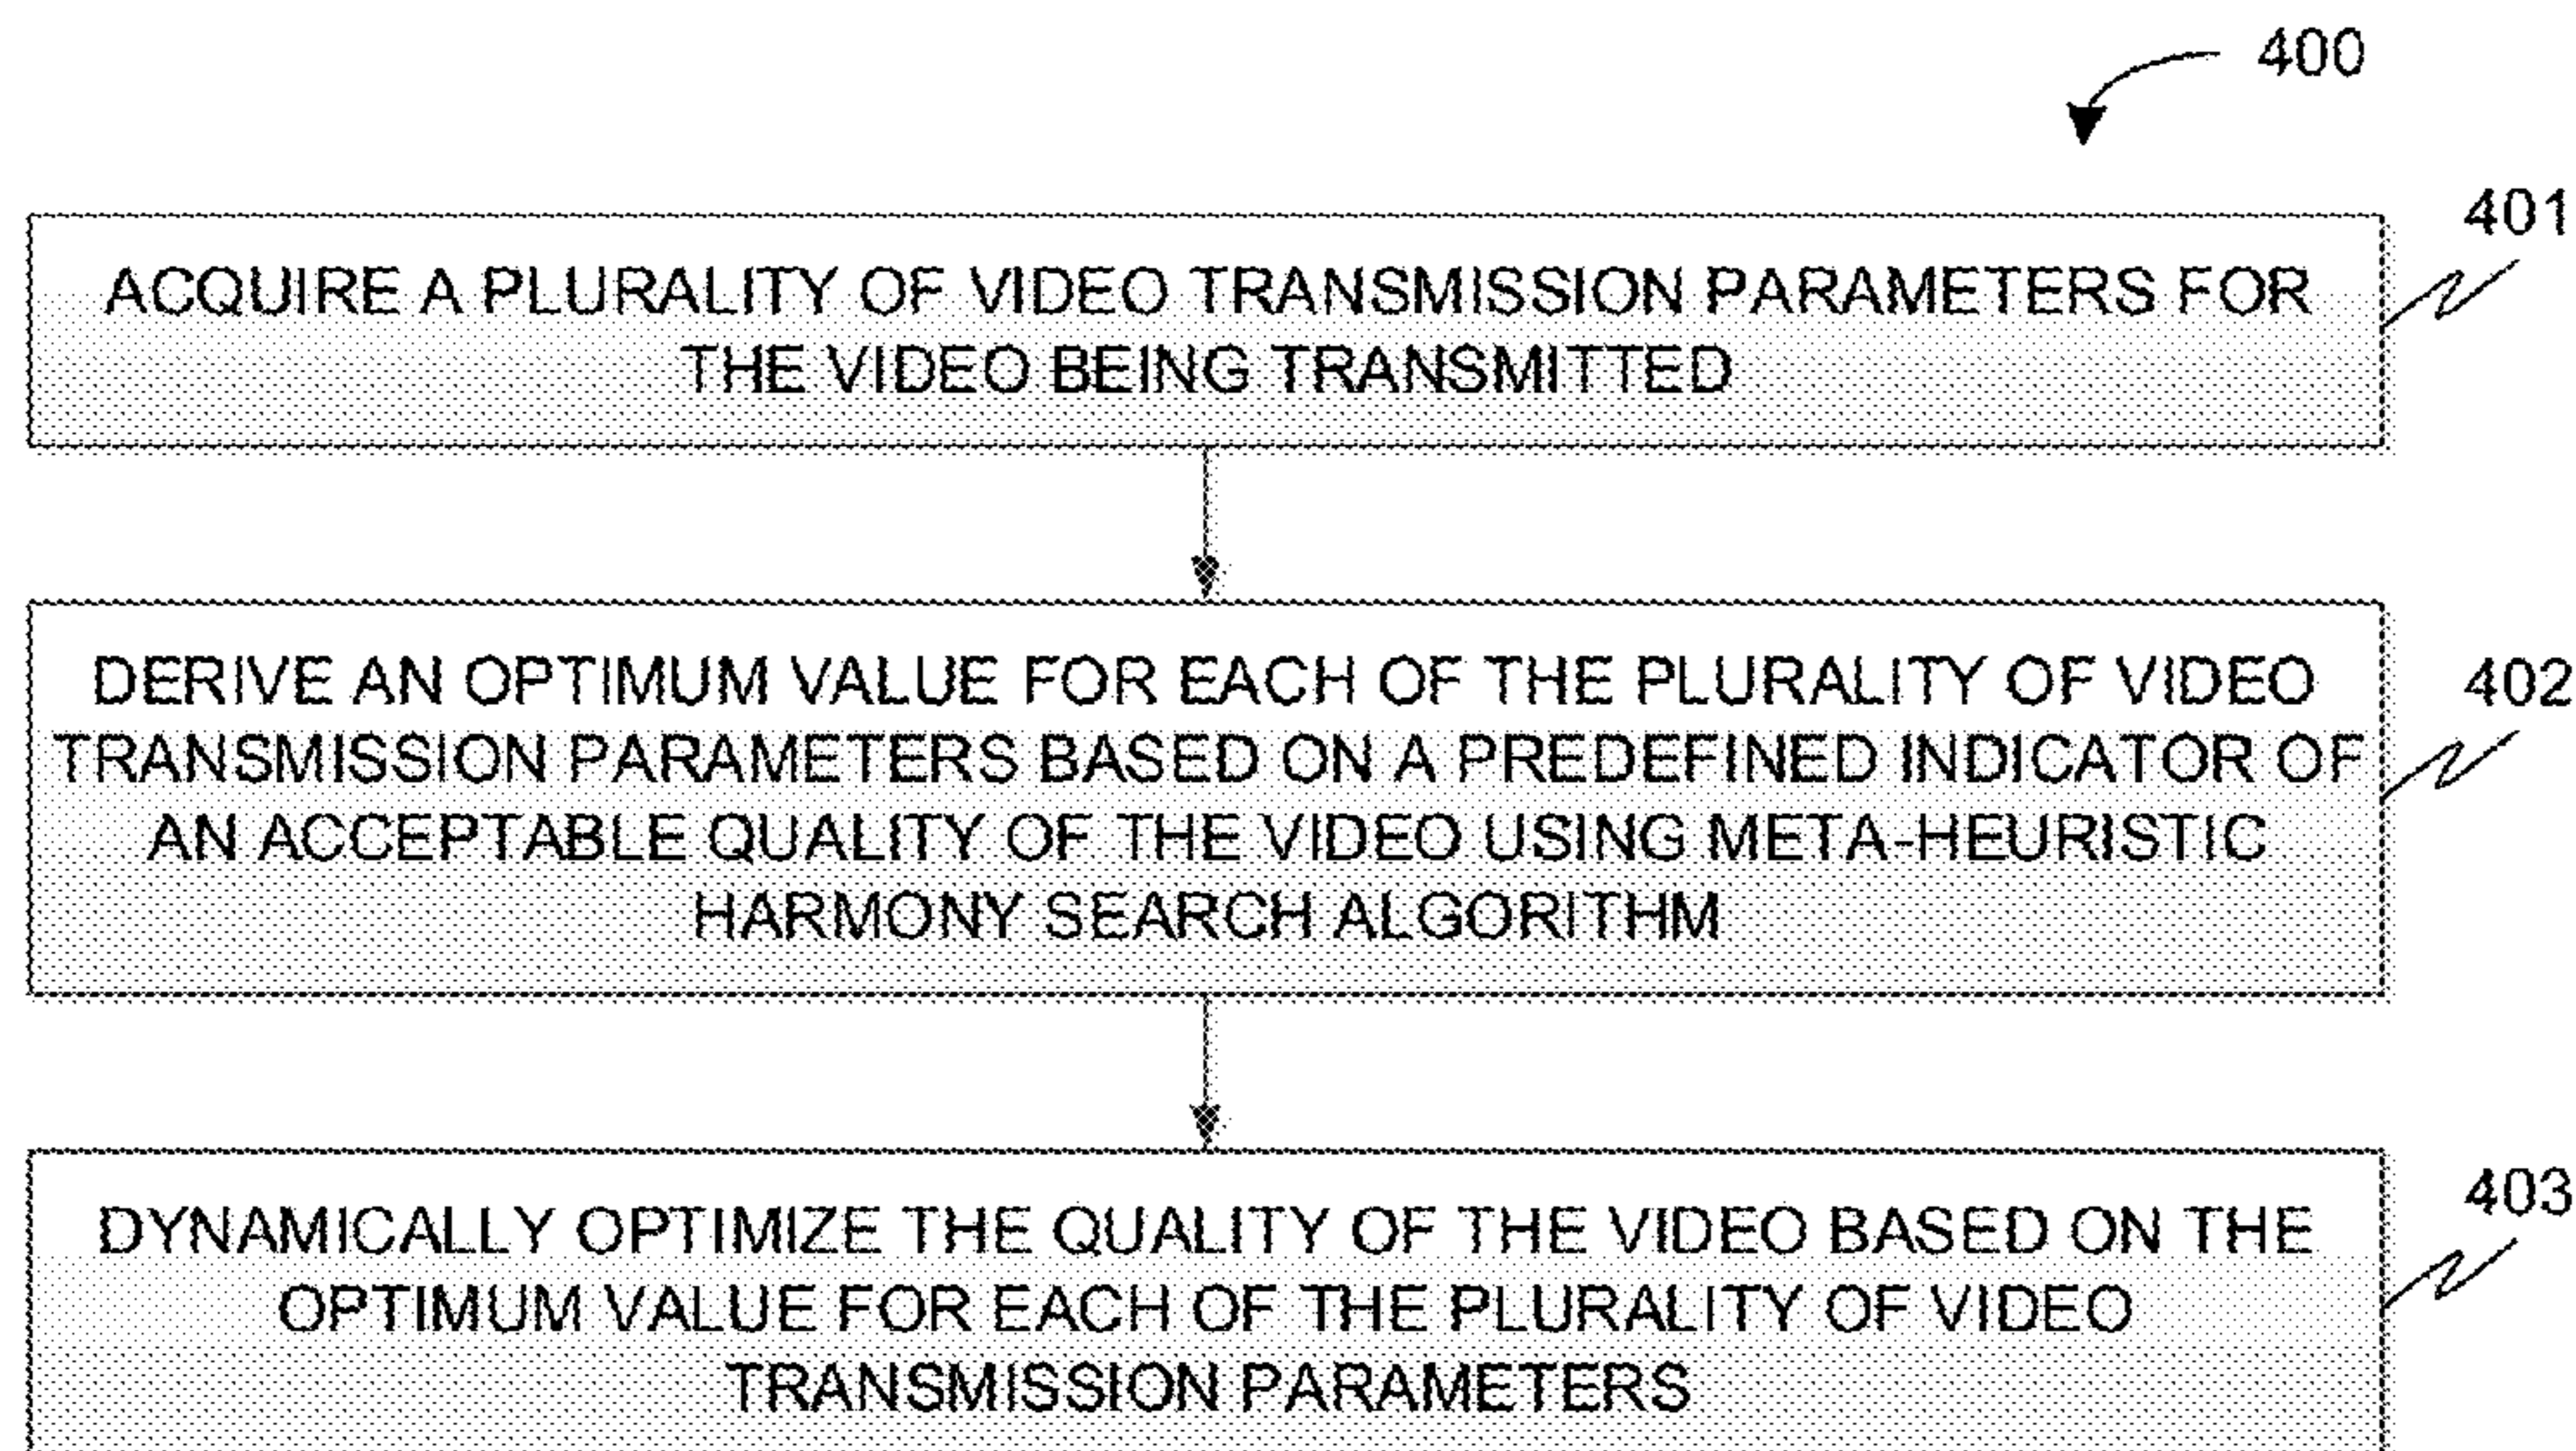 400
401
ACQUIRE A PLURALITY OF VIDEO TRANSMISSION PARAMETERS FOR
THE VIDEO BEING TRANSMITTED
402
DERIVE AN OPTIMUM VALUE FOR EACH OF THE PLURALITY OF VIDEO
TRANSMISSION PARAMETERS BASED ON A PREDEFINED INDICATOR OF
AN ACCEPTABLE QUALITY OF THE VIDEO USING META-HEURISTIC
HARMONY SEARCH ALGORITHM
403
DYNAMICALLY OPTIMIZE THE QUALITY OF THE VIDEO BASED ON THE
OPTIMUM VALUE FOR EACH OF THE PLURALITY OF VIDEO
TRANSMISSION PARAMETERS